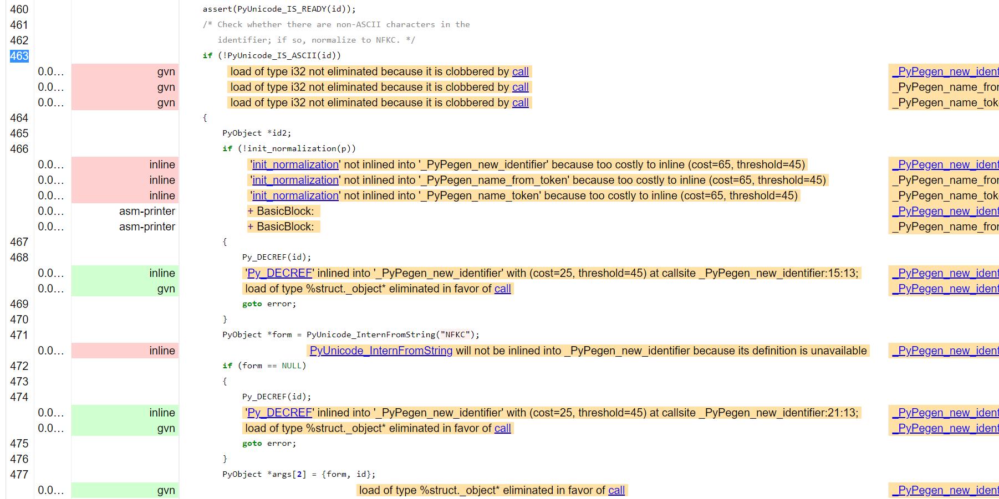 460 assert(PyUnicode_IS_READY(id));
461 /* Check whether there are non-ASCII characters in the
462 identifier; if so, normalize to NFKC. */
463 if (!PyUnicode_IS_ASCII(id))
0.0… gvn load of type i32 not eliminated because it is clobbered by call _PyPegen_new_ident
0.0… gvn load of type i32 not eliminated because it is clobbered by call _PyPegen_name_fro
0.0… gvn load of type i32 not eliminated because it is clobbered by call _PyPegen_name_tok
464 {
465 PyObject *id2;
466 if (!init_normalization(p))
0.0… inline 'init_normalization' not inlined into '_PyPegen_new_identifier' because too costly to inline (cost=65, threshold=45) _PyPegen_new_ident
0.0… inline 'init_normalization' not inlined into '_PyPegen_name_from_token' because too costly to inline (cost=65, threshold=45) _PyPegen_name_fro
0.0… inline 'init_normalization' not inlined into '_PyPegen_name_token' because too costly to inline (cost=65, threshold=45) _PyPegen_name_tok
0.0… asm-printer + BasicBlock: _PyPegen_new_ident
0.0… asm-printer + BasicBlock: _PyPegen_name_fro
467 {
468 Py_DECREF(id);
0.0… inline 'Py_DECREF' inlined into '_PyPegen_new_identifier' with (cost=25, threshold=45) at callsite _PyPegen_new_identifier:15:13; _PyPegen_new_ident
0.0… gvn load of type %struct._object* eliminated in favor of call _PyPegen_new_ident
469 goto error;
470 }
471 PyObject *form = PyUnicode_InternFromString("NFKC");
0.0… inline PyUnicode_InternFromString will not be inlined into _PyPegen_new_identifier because its definition is unavailable _PyPegen_new_ident
472 if (form == NULL)
473 {
474 Py_DECREF(id);
0.0… inline 'Py_DECREF' inlined into '_PyPegen_new_identifier' with (cost=25, threshold=45) at callsite _PyPegen_new_identifier:21:13; _PyPegen_new_ident
0.0… gvn load of type %struct._object* eliminated in favor of call _PyPegen_new_ident
475 goto error;
476 }
477 PyObject *args[2] = {form, id};
0.0… gvn load of type %struct._object* eliminated in favor of call _PyPegen_new_ident